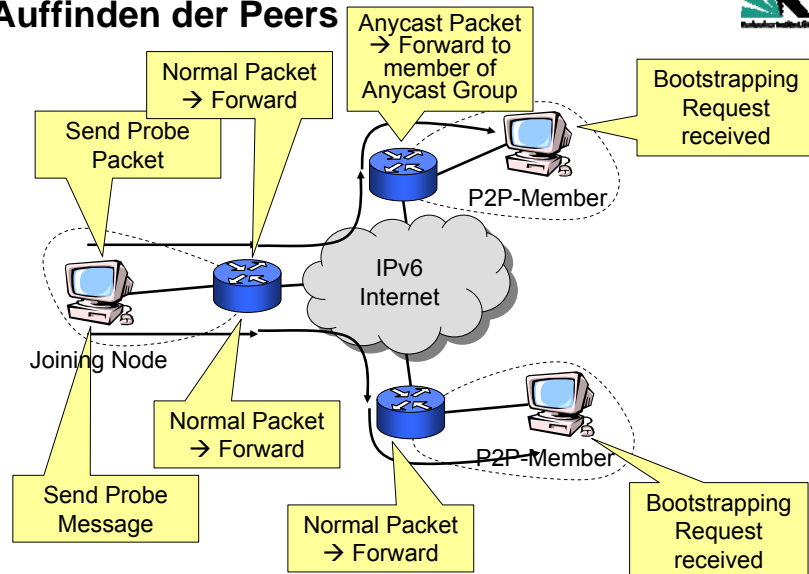 Auffinden der Peers
Anycast Packet
→ Forward to
member of
Anycast Group
Normal Packet
→ Forward
Bootstrapping
Request
received
Send Probe
Packet
P2P-Member
IPv6
Internet
Joining Node
Normal Packet
→ Forward
P2P-Member
Send Probe
Message
Normal Packet
→ Forward
Bootstrapping
Request
received